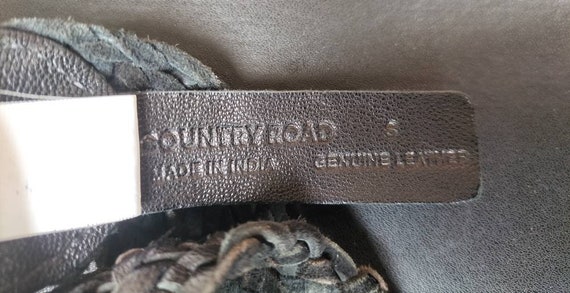 COUNTRY ROAD S
MADE IN INDIA GENUINE LEATHER